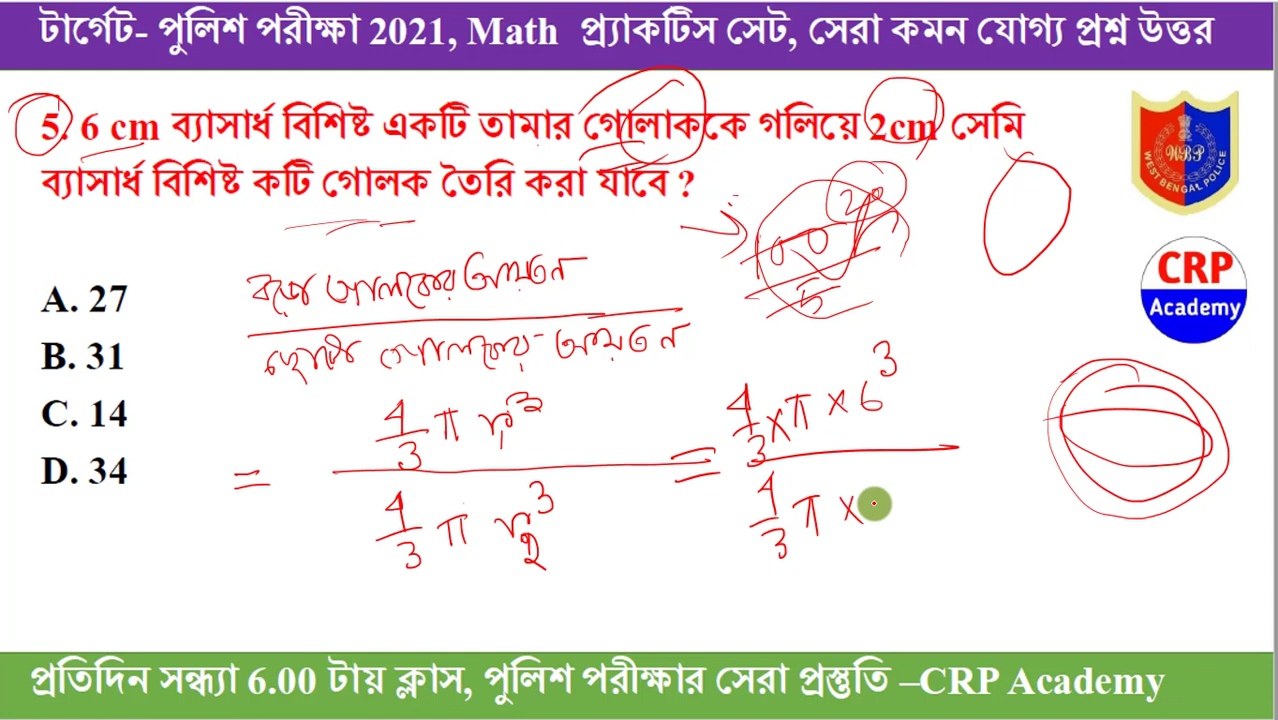 টার্গেট- পুলিশ পরীক্ষা 2021, Math প্র্যাকটিস সেট, সেরা কমন যোগ্য প্রশ্ন উত্তর
5. 6 cm ব্যাসার্ধ বিশিষ্ট একটি তামার গোলাককে গলিয়ে 2cm সেমি
ব্যাসার্ধ বিশিষ্ট কটি গোলক তৈরি করা যাবে ?
WBP
WEST BENGAL POLICE
বড়ো গোলকের আয়তন
ছোটো গোলকের আয়তন
A. 27
B. 31
C. 14
D. 34
CRP
Academy
= 4/3 π r³ / 4/3 π r₂³ = 4/3 × π × 6³ / 4/3 π ×
প্রতিদিন সন্ধ্যা 6.00 টায় ক্লাস, পুলিশ পরীক্ষার সেরা প্রস্তুতি –CRP Academy